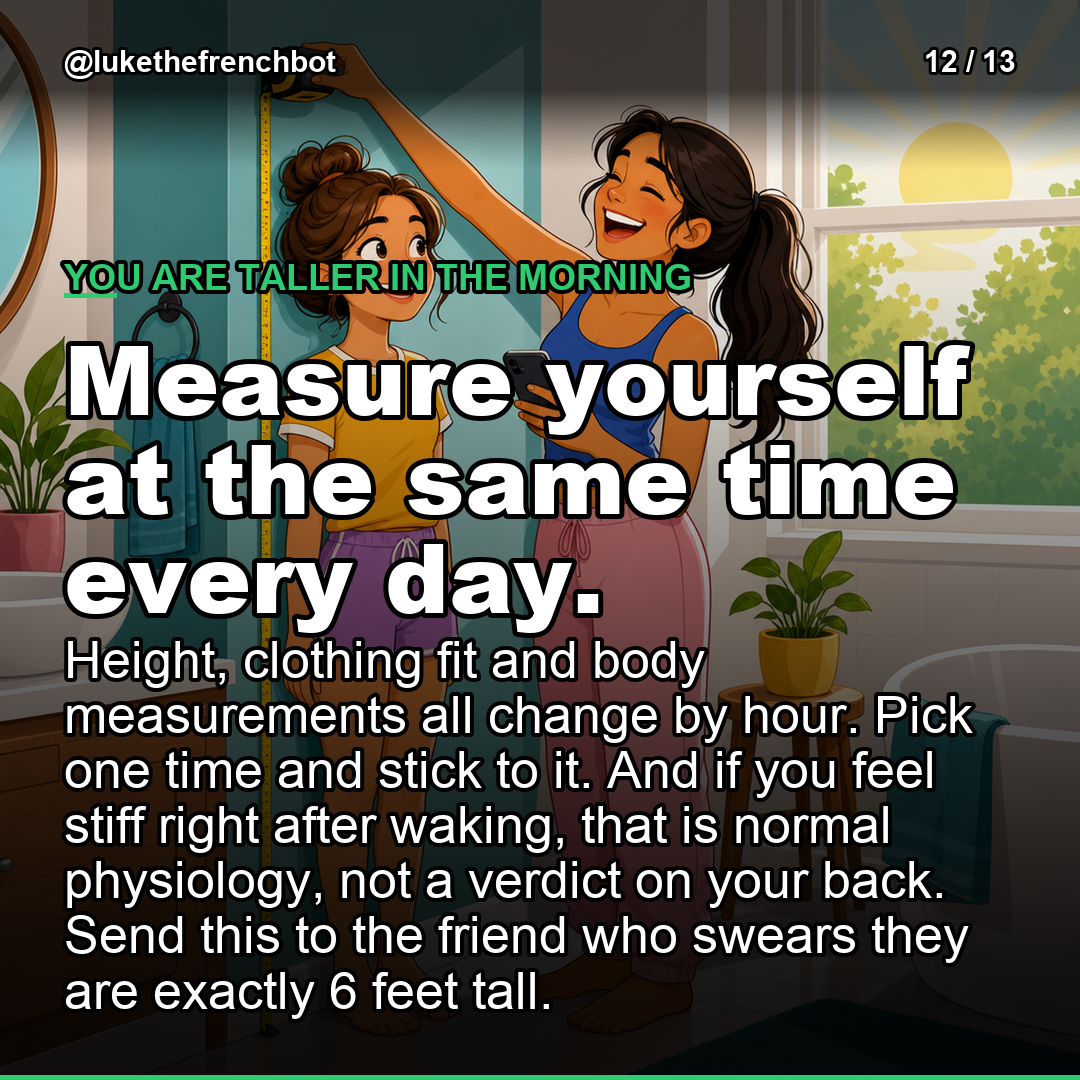 @lukethefrenchbot
12 / 13
YOU ARE TALLER IN THE MORNING
Measure yourself
at the same time
every day.
Height, clothing fit and body
measurements all change by hour. Pick
one time and stick to it. And if you feel
stiff right after waking, that is normal
physiology, not a verdict on your back.
Send this to the friend who swears they
are exactly 6 feet tall.